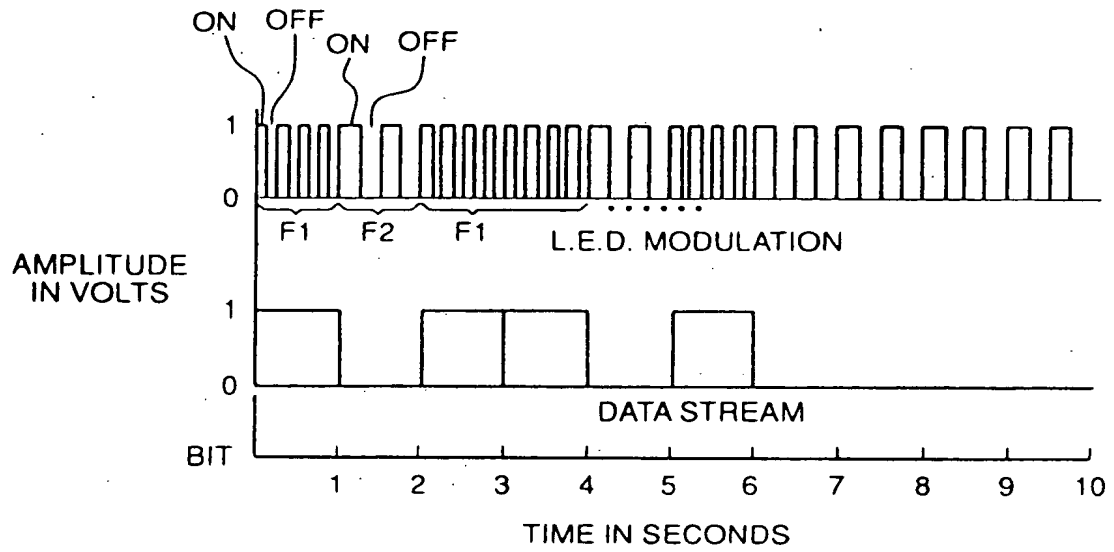 ON OFF ON OFF
1
0
F1 F2 F1
L.E.D. MODULATION
AMPLITUDE
IN VOLTS
1
0
DATA STREAM
BIT
1 2 3 4 5 6 7 8 9 10
TIME IN SECONDS